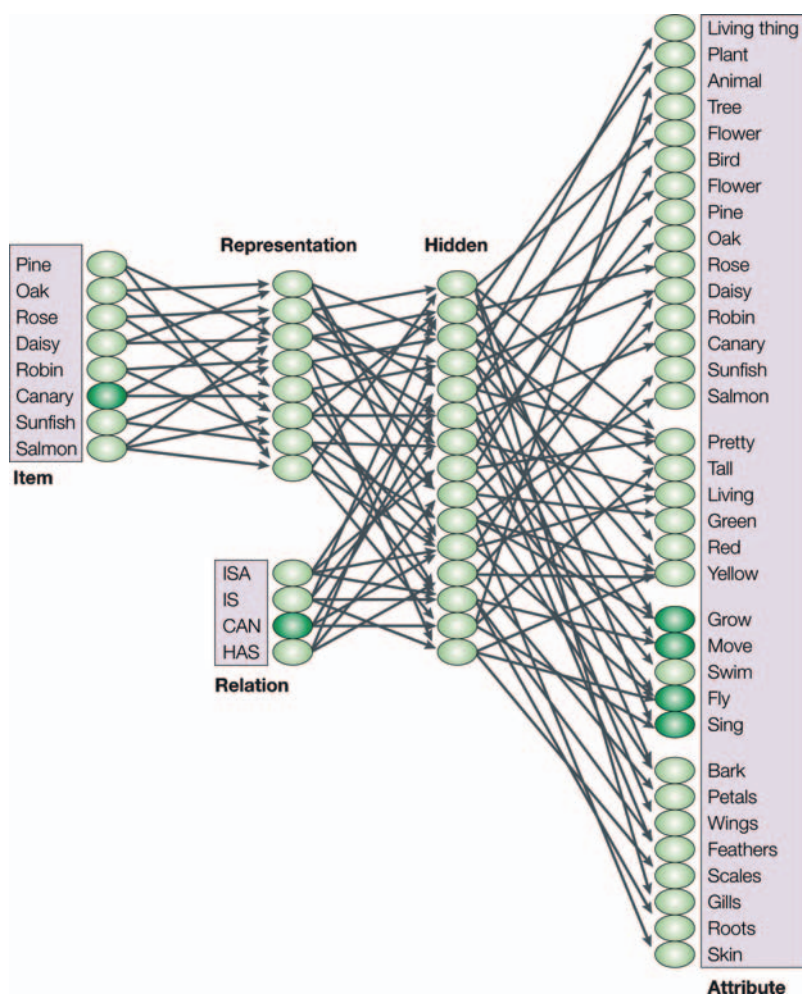 Representation
Hidden
Pine
Oak
Rose
Daisy
Robin
Canary
Sunfish
Salmon
Item
ISA
IS
CAN
HAS
Relation
Living thing
Plant
Animal
Tree
Flower
Bird
Flower
Pine
Oak
Rose
Daisy
Robin
Canary
Sunfish
Salmon
Pretty
Tall
Living
Green
Red
Yellow
Grow
Move
Swim
Fly
Sing
Bark
Petals
Wings
Feathers
Scales
Gills
Roots
Skin
Attribute